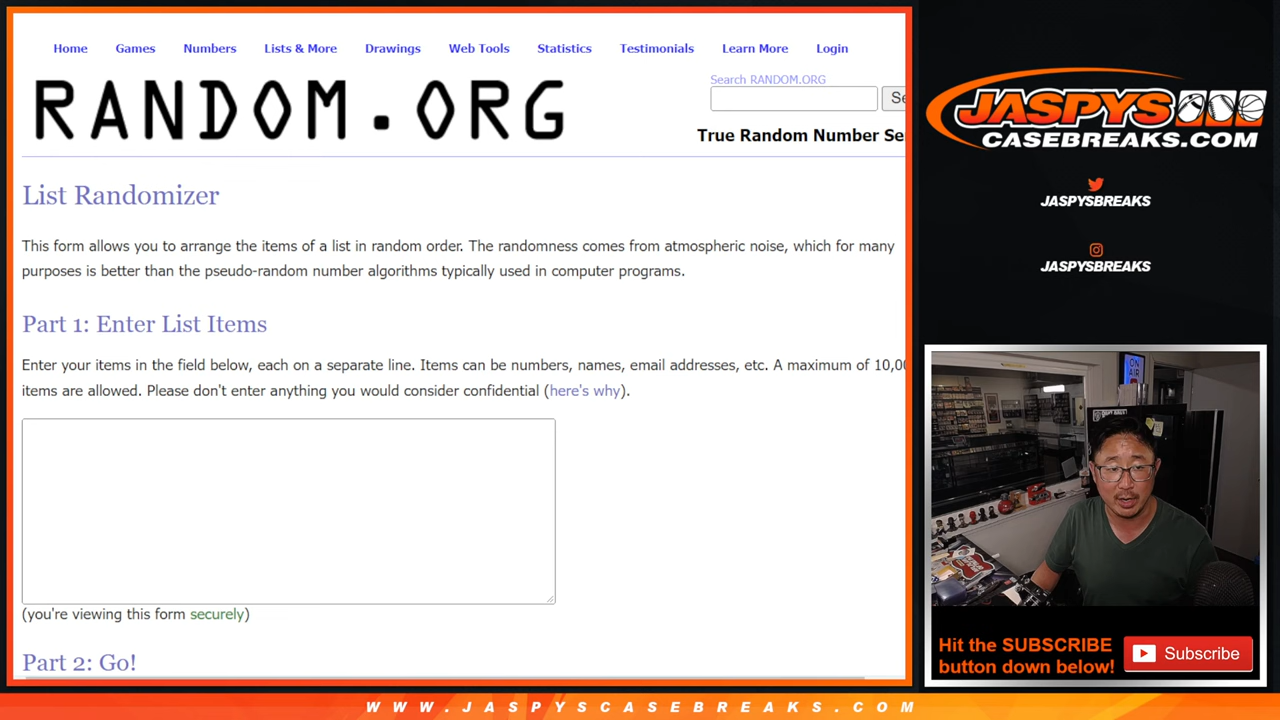 Home Games Numbers Lists & More Drawings Web Tools Statistics Testimonials Learn More Login
RANDOM.ORG
Search RANDOM.ORG
Se
True Random Number Se
List Randomizer
This form allows you to arrange the items of a list in random order. The randomness comes from atmospheric noise, which for many
purposes is better than the pseudo-random number algorithms typically used in computer programs.
Part 1: Enter List Items
Enter your items in the field below, each on a separate line. Items can be numbers, names, email addresses, etc. A maximum of 10,00
items are allowed. Please don't enter anything you would consider confidential (here's why).
(you're viewing this form securely)
Part 2: Go!
JASPYS
CASEBREAKS.COM
JASPYSBREAKS
JASPYSBREAKS
ON
AIR
Hit the SUBSCRIBE
button down below!
Subscribe
WWW.JASPYSCASEBREAKS.COM